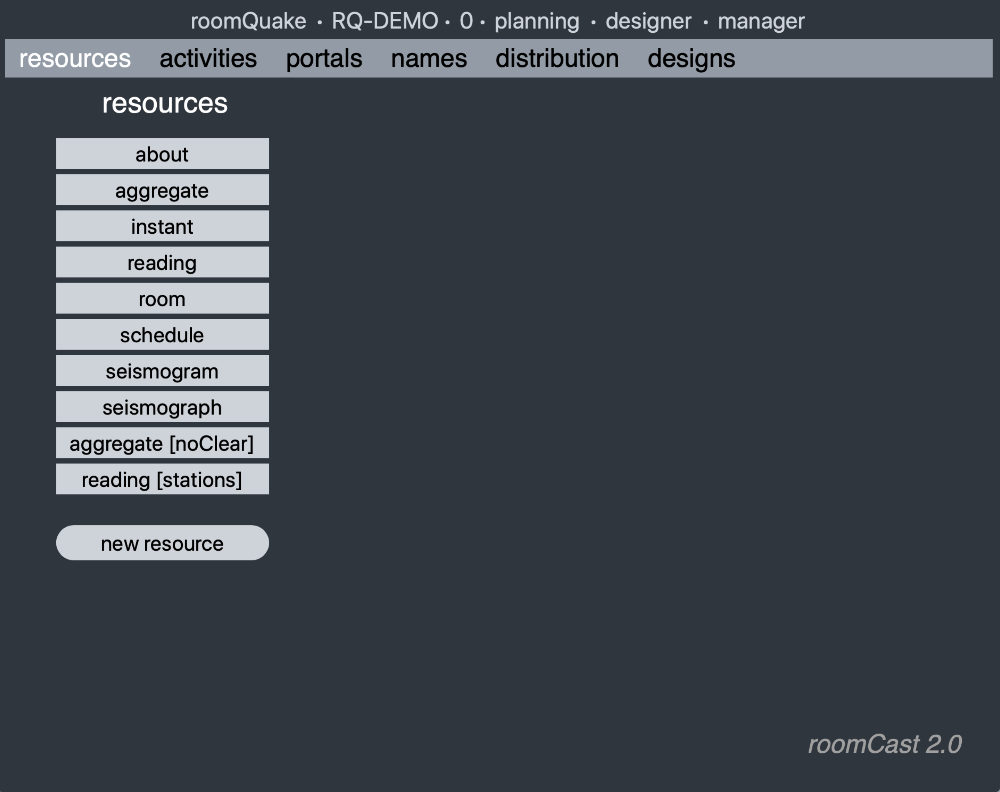 roomQuake • RQ-DEMO • 0 • planning • designer • manager
resources activities portals names distribution designs
resources
about
aggregate
instant
reading
room
schedule
seismogram
seismograph
aggregate [noClear]
reading [stations]
new resource
roomCast 2.0